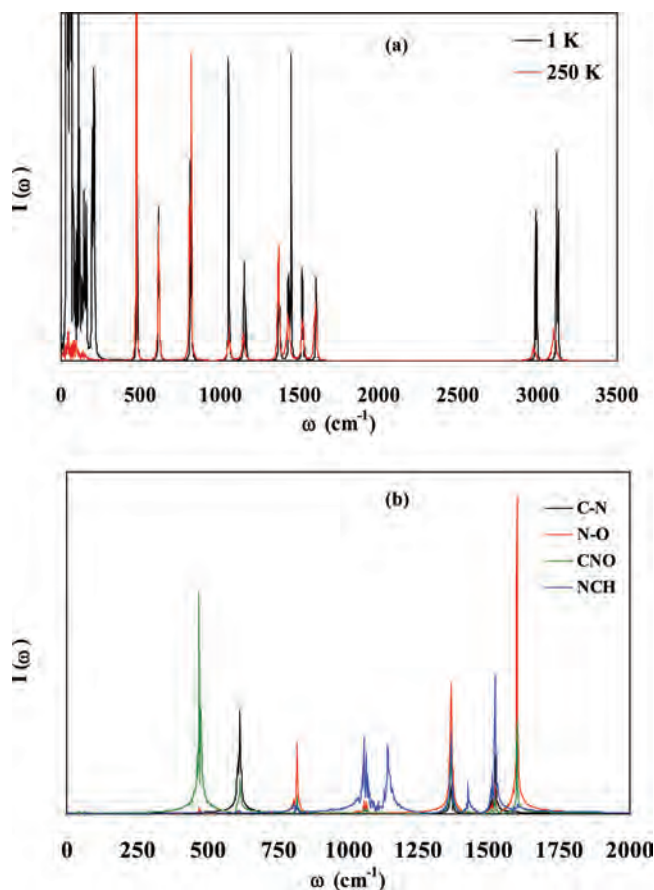 (a)
1 K
250 K
I (ω)
0 500 1000 1500 2000 2500 3000 3500
ω (cm-1)
(b)
C-N
N-O
CNO
NCH
I (ω)
0 250 500 750 1000 1250 1500 1750 2000
ω (cm-1)